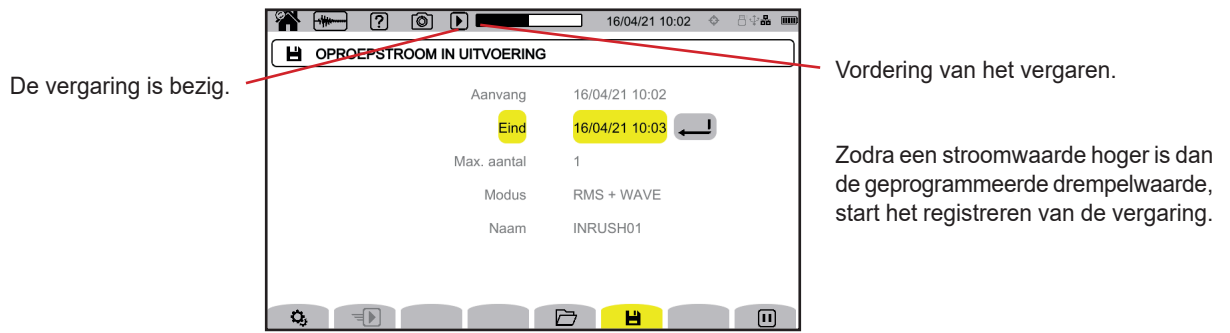 16/04/21 10:02
OPROEPSTROOM IN UITVOERING
De vergaring is bezig.
Vordering van het vergaren.
Aanvang 16/04/21 10:02
Eind 16/04/21 10:03
Max. aantal 1
Modus RMS + WAVE
Naam INRUSH01
Zodra een stroomwaarde hoger is dan
de geprogrammeerde drempelwaarde,
start het registreren van de vergaring.